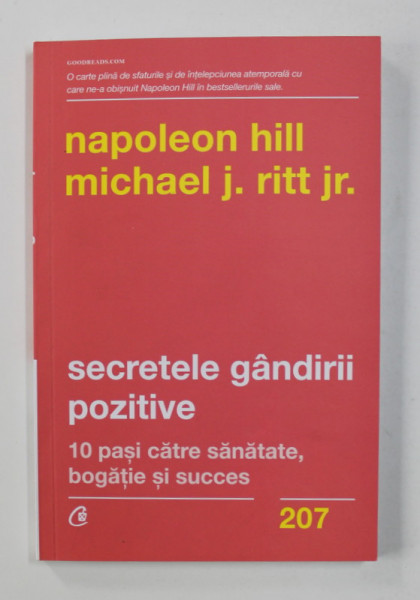 GOODREADS.COM
O carte plină de sfaturile și de înțelepciunea atemporală cu
care ne-a obișnuit Napoleon Hill în bestsellerurile sale.
napoleon hill
michael j. ritt jr.
secretele gândirii
pozitive
10 pași către sănătate,
bogăție și succes
207